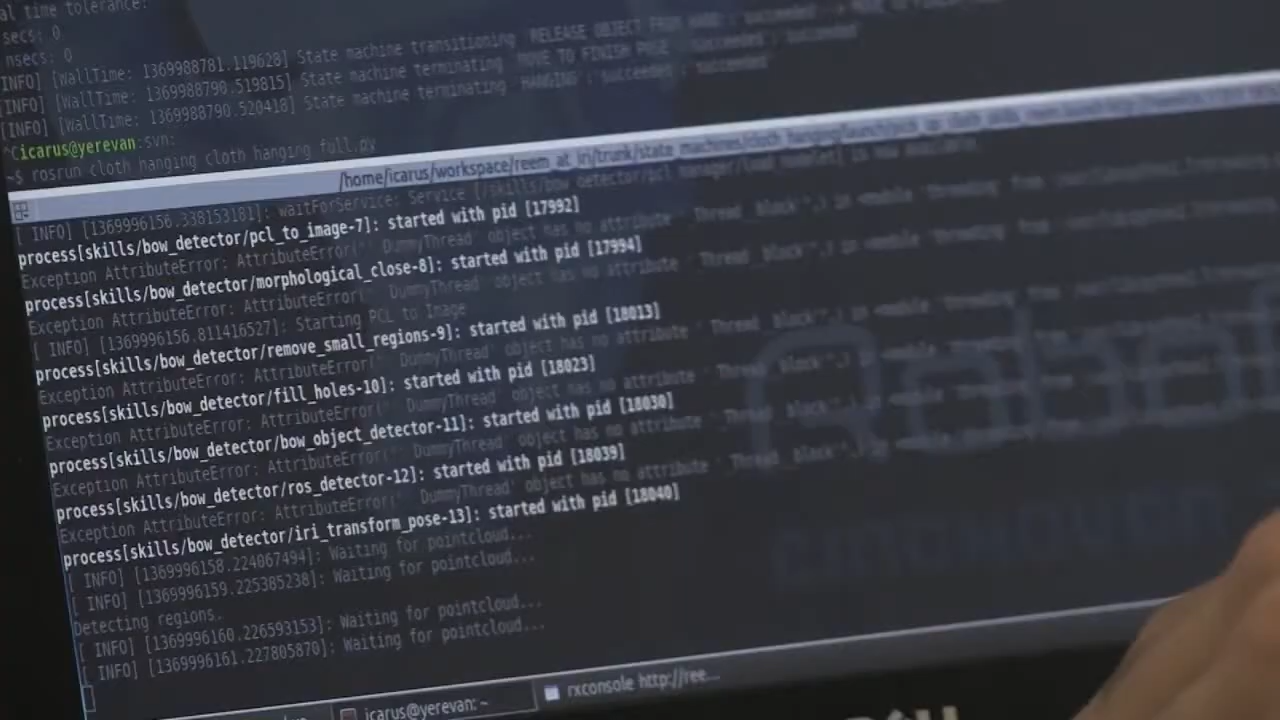 al time tolerance:
secs: 0
nsecs: 0
INFO] [WallTime: 1369988781.119628] State machine transitioning 'RELEASE OBJECT FROM HAND':'succeeded'
[INFO] [WallTime: 1369988790.519815] State machine terminating 'MOVE TO FINISH POSE':'succeeded':'succeeded'
[INFO] [WallTime: 1369988790.520418] State machine terminating 'HANGING':'succeeded':'succeeded'
^Cicarus@yerevan:svn:
~$ rosrun cloth hanging cloth hanging full.py
/home/icarus/workspace/reem_at_iri/trunk/state_machines/cloth_hanging/launch/
[ INFO] [1369996156.338153181]: waitForService: Service [/skills/bow_detector/pcl_manager/load_nodelet] is now available.
process[skills/bow_detector/pcl_to_image-7]: started with pid [17992]
Exception AttributeError: AttributeError("'_DummyThread' object has no attribute '_Thread__block'",) in <module 'threading' from
process[skills/bow_detector/morphological_close-8]: started with pid [17994]
Exception AttributeError: AttributeError("'_DummyThread' object has no attribute '_Thread__block'",) in <module 'threading' from
[ INFO] [1369996156.811416527]: Starting PCL to Image
process[skills/bow_detector/remove_small_regions-9]: started with pid [18013]
Exception AttributeError: AttributeError("'_DummyThread' object has no attribute '_Thread__block'",) in <module 'threading' from
process[skills/bow_detector/fill_holes-10]: started with pid [18023]
Exception AttributeError: AttributeError("'_DummyThread' object has no attribute '_Thread__block'",) in <module 'threading' from
process[skills/bow_detector/bow_object_detector-11]: started with pid [18030]
Exception AttributeError: AttributeError("'_DummyThread' object has no attribute '_Thread__block'",) in <module 'threading' from
process[skills/bow_detector/ros_detector-12]: started with pid [18039]
Exception AttributeError: AttributeError("'_DummyThread' object has no attribute '_Thread__block'",)
process[skills/bow_detector/iri_transform_pose-13]: started with pid [18040]
[ INFO] [1369996158.224067494]: Waiting for pointcloud...
[ INFO] [1369996159.225385238]: Waiting for pointcloud...
Detecting regions..
[ INFO] [1369996160.226593153]: Waiting for pointcloud...
[ INFO] [1369996161.227805870]: Waiting for pointcloud...
icarus@yerevan: ~
rxconsole http://ree...